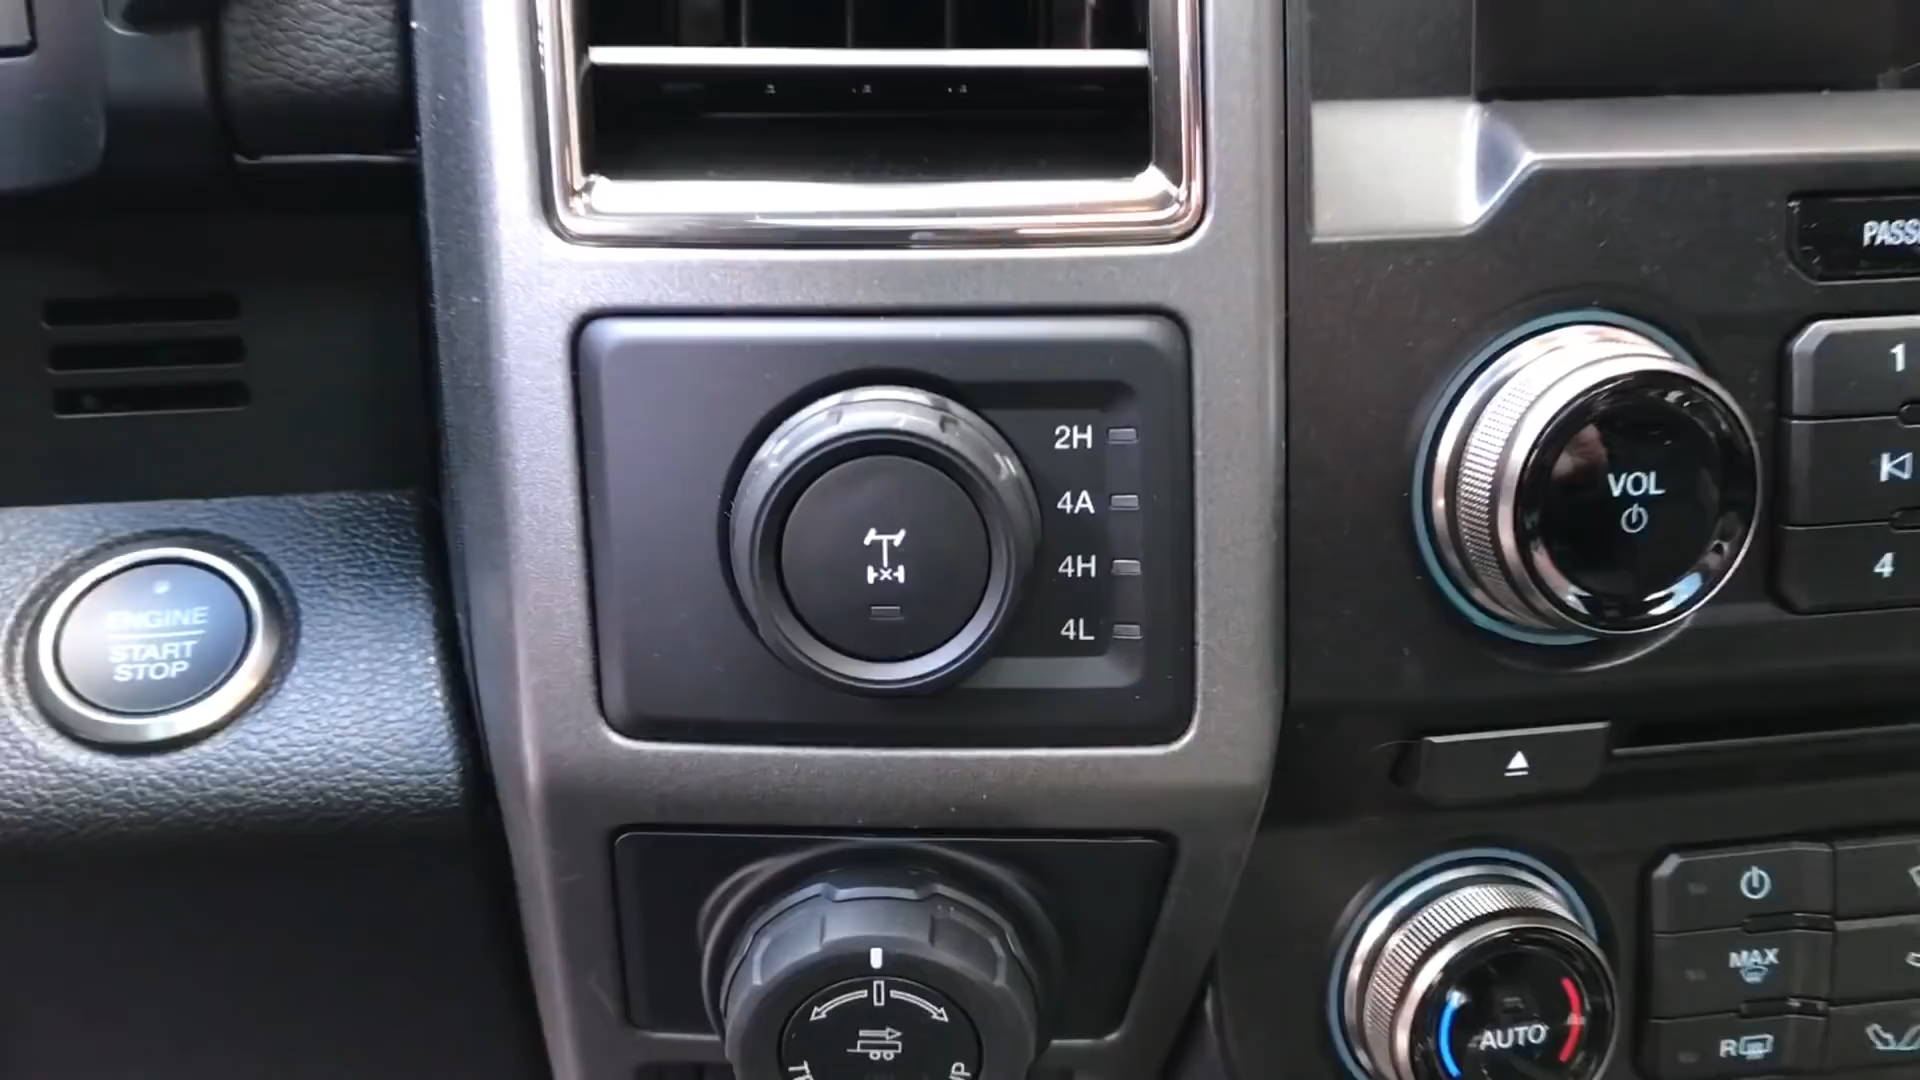 PASS
2H
4A
4H
4L
VOL
1
4
ENGINE
START
STOP
MAX
AUTO
R